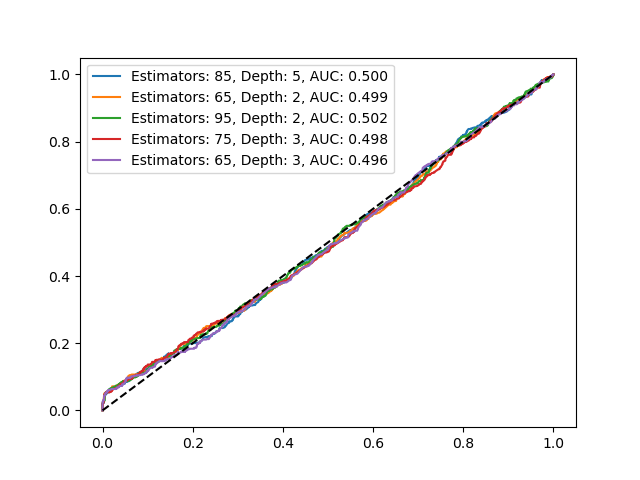 Estimators: 85, Depth: 5, AUC: 0.500
Estimators: 65, Depth: 2, AUC: 0.499
Estimators: 95, Depth: 2, AUC: 0.502
Estimators: 75, Depth: 3, AUC: 0.498
Estimators: 65, Depth: 3, AUC: 0.496
1.0
0.8
0.6
0.4
0.2
0.0
0.0 0.2 0.4 0.6 0.8 1.0